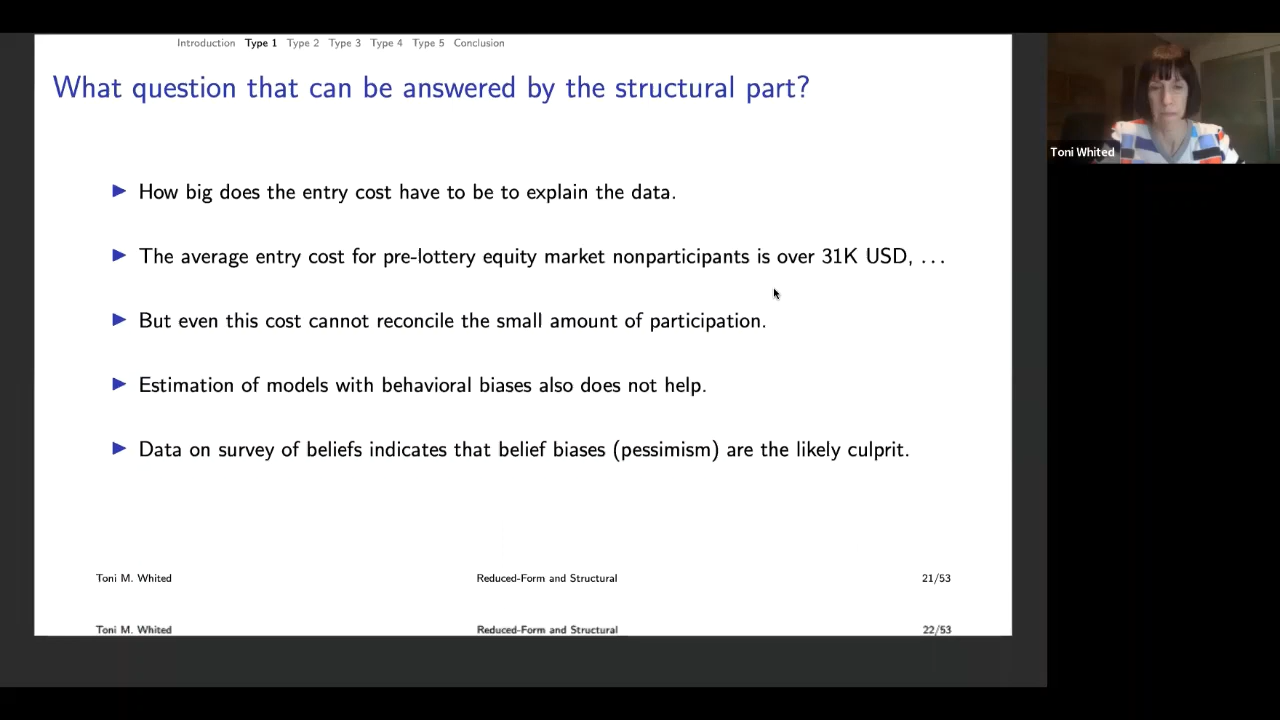 Introduction Type 1 Type 2 Type 3 Type 4 Type 5 Conclusion
What question that can be answered by the structural part?
Toni Whited
How big does the entry cost have to be to explain the data.
The average entry cost for pre-lottery equity market nonparticipants is over 31K USD, ...
But even this cost cannot reconcile the small amount of participation.
Estimation of models with behavioral biases also does not help.
Data on survey of beliefs indicates that belief biases (pessimism) are the likely culprit.
Toni M. Whited Reduced-Form and Structural 21/53
Toni M. Whited Reduced-Form and Structural 22/53